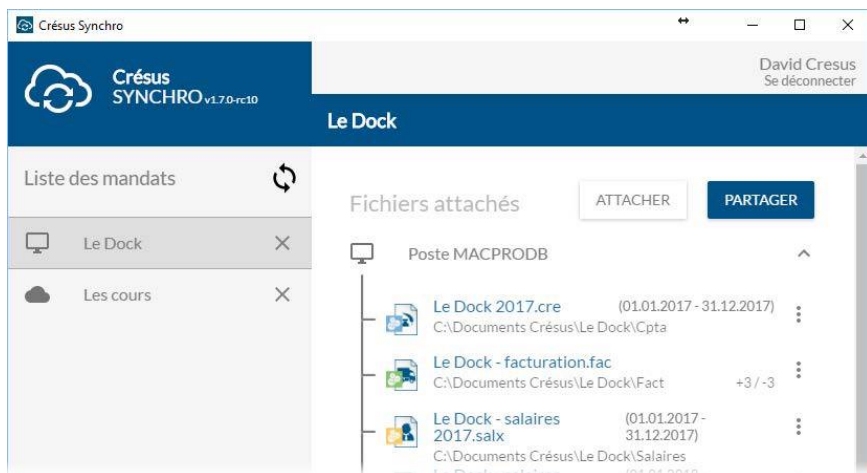 Crésus Synchro
Crésus
SYNCHRO v1.7.0-rc10
David Cresus
Se déconnecter
Le Dock
Liste des mandats
Le Dock
Les cours
Fichiers attachés
ATTACHER
PARTAGER
Poste MACPRODB
Le Dock 2017.cre (01.01.2017 - 31.12.2017)
C:\Documents Crésus\Le Dock\Cpta
Le Dock - facturation.fac
C:\Documents Crésus\Le Dock\Fact +3 / -3
Le Dock - salaires (01.01.2017 -
2017.salx 31.12.2017)
C:\Documents Crésus\Le Dock\Salaires